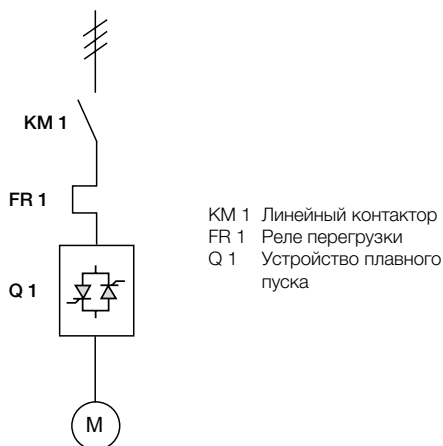 KM 1
FR 1
Q 1
M
KM 1 Линейный контактор
FR 1 Реле перегрузки
Q 1 Устройство плавного
пуска